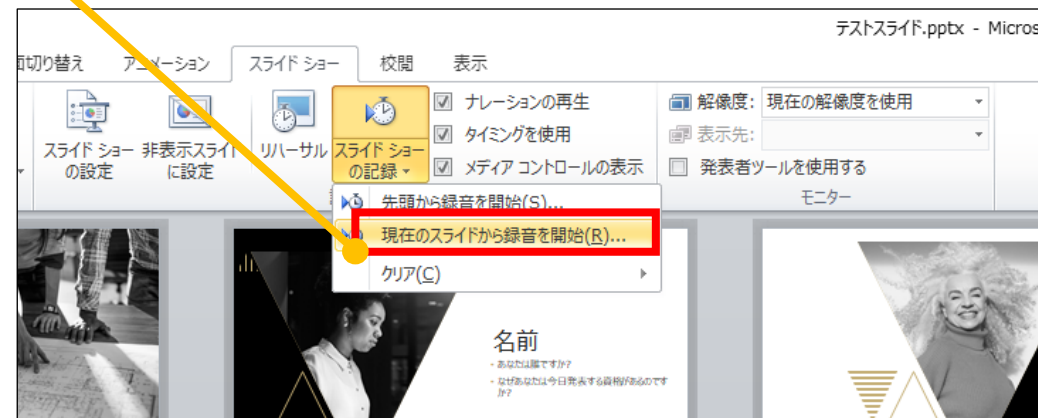 テストスライド.pptx - Micros
面切り替え アニメーション スライド ショー 校閲 表示
スライド ショー
の設定
非表示スライド
に設定
リハーサル
スライド ショー
の記録
ナレーションの再生
タイミングを使用
メディア コントロールの表示
解像度: 現在の解像度を使用
表示先:
発表者ツールを使用する
モニター
先頭から録音を開始(S)...
現在のスライドから録音を開始(R)...
クリア(C)
名前
- あなたは誰ですか?
- なぜあなたは今日発表する資格があるのです
か?